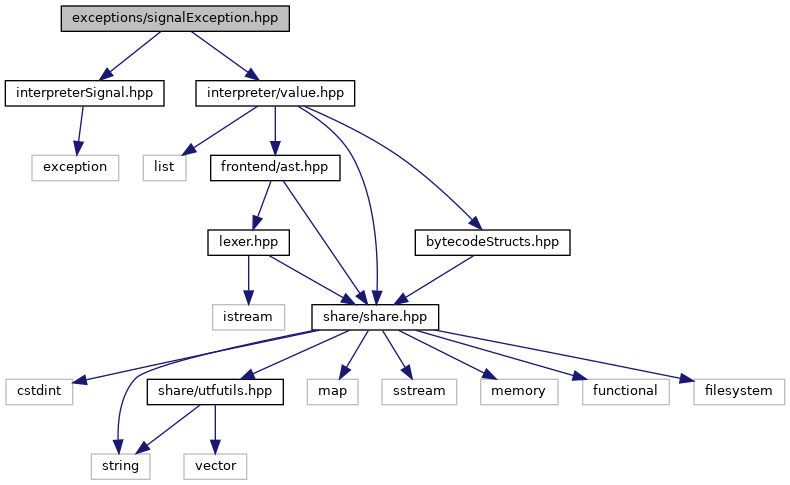 exceptions/signalException.hpp
interpreterSignal.hpp
interpreter/value.hpp
exception
list
frontend/ast.hpp
lexer.hpp
bytecodeStructs.hpp
istream
share/share.hpp
cstdint
share/utfutils.hpp
map
sstream
memory
functional
filesystem
string
vector